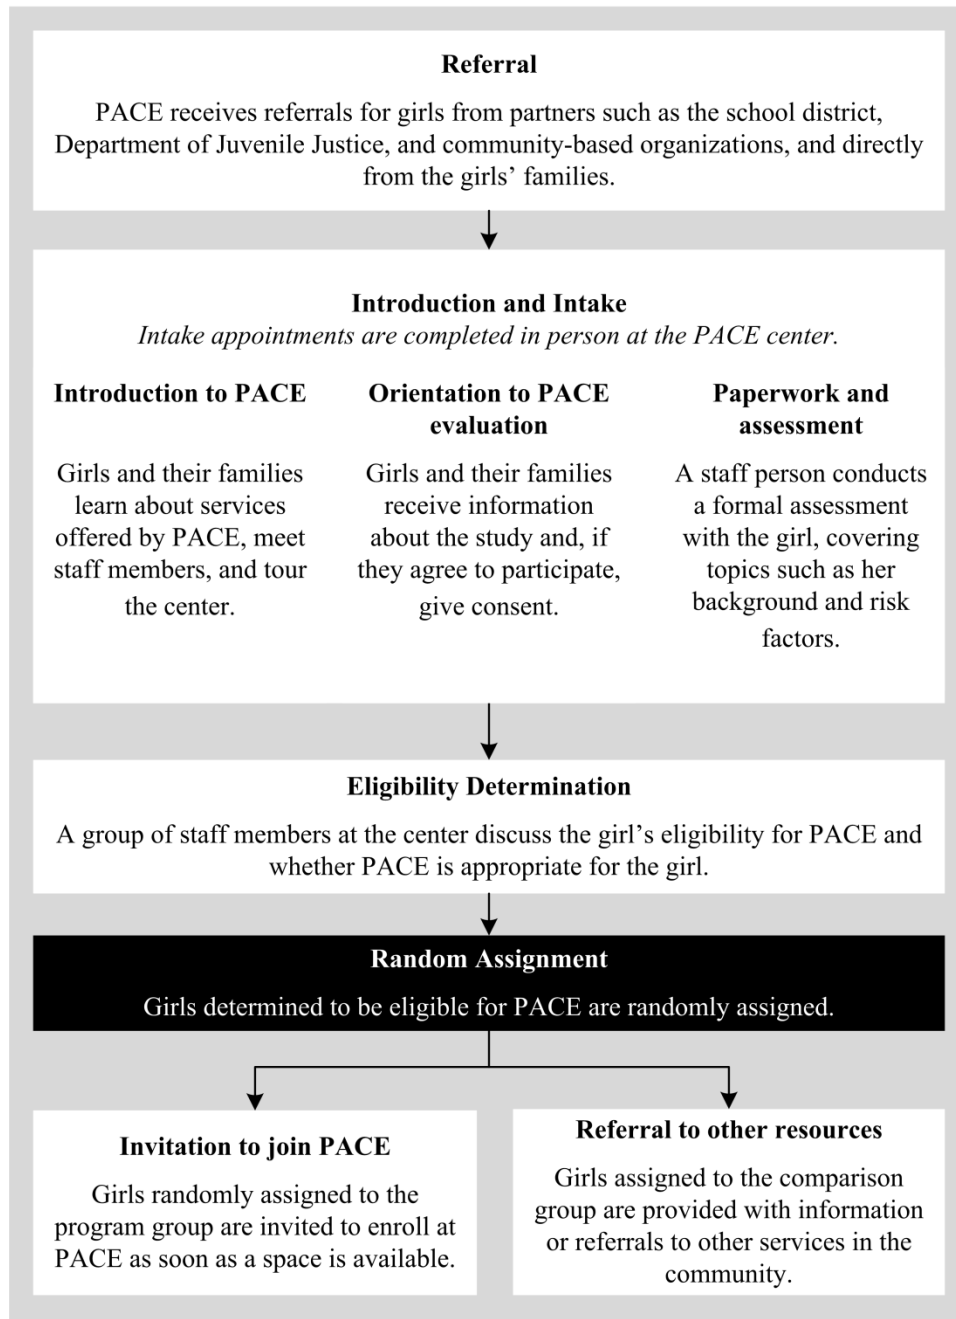 Referral
PACE receives referrals for girls from partners such as the school district,
Department of Juvenile Justice, and community-based organizations, and directly
from the girls’ families.
Introduction and Intake
Intake appointments are completed in person at the PACE center.
Introduction to PACE
Girls and their families
learn about services
offered by PACE, meet
staff members, and tour
the center.
Orientation to PACE
evaluation
Girls and their families
receive information
about the study and, if
they agree to participate,
give consent.
Paperwork and
assessment
A staff person conducts
a formal assessment
with the girl, covering
topics such as her
background and risk
factors.
Eligibility Determination
A group of staff members at the center discuss the girl’s eligibility for PACE and
whether PACE is appropriate for the girl.
Random Assignment
Girls determined to be eligible for PACE are randomly assigned.
Invitation to join PACE
Girls randomly assigned to the
program group are invited to enroll at
PACE as soon as a space is available.
Referral to other resources
Girls assigned to the comparison
group are provided with information
or referrals to other services in the
community.